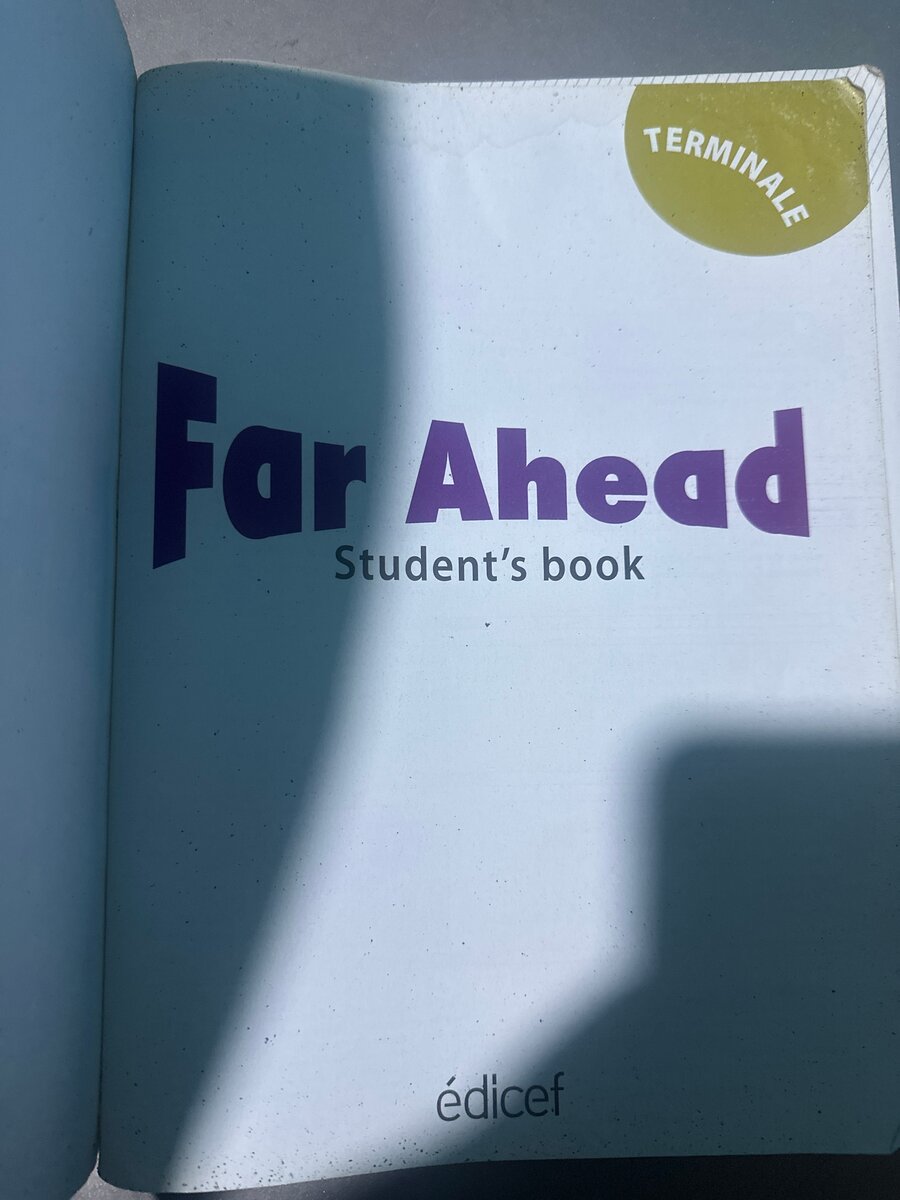 TERMINALE
Far Ahead
Student's book
édicef